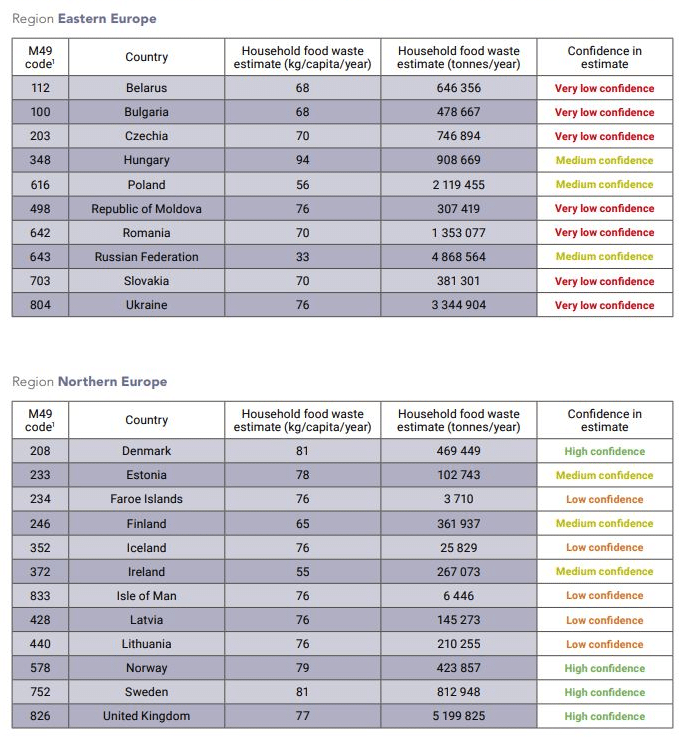 Region Eastern Europe
M49 code¹ Country Household food waste estimate (kg/capita/year) Household food waste estimate (tonnes/year) Confidence in estimate
112 Belarus 68 646 356 Very low confidence
100 Bulgaria 68 478 667 Very low confidence
203 Czechia 70 746 894 Very low confidence
348 Hungary 94 908 669 Medium confidence
616 Poland 56 2 119 455 Medium confidence
498 Republic of Moldova 76 307 419 Very low confidence
642 Romania 70 1 353 077 Very low confidence
643 Russian Federation 33 4 868 564 Medium confidence
703 Slovakia 70 381 301 Very low confidence
804 Ukraine 76 3 344 904 Very low confidence
Region Northern Europe
M49 code¹ Country Household food waste estimate (kg/capita/year) Household food waste estimate (tonnes/year) Confidence in estimate
208 Denmark 81 469 449 High confidence
233 Estonia 78 102 743 Medium confidence
234 Faroe Islands 76 3 710 Low confidence
246 Finland 65 361 937 Medium confidence
352 Iceland 76 25 829 Low confidence
372 Ireland 55 267 073 Medium confidence
833 Isle of Man 76 6 446 Low confidence
428 Latvia 76 145 273 Low confidence
440 Lithuania 76 210 255 Low confidence
578 Norway 79 423 857 High confidence
752 Sweden 81 812 948 High confidence
826 United Kingdom 77 5 199 825 High confidence